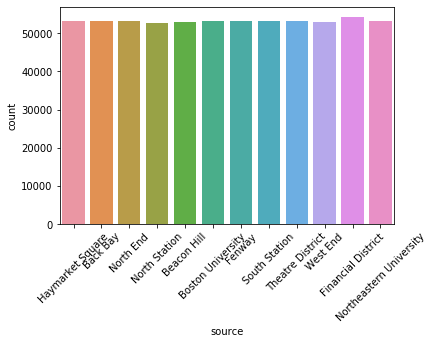 50000
40000
30000
20000
10000
0
count
Haymarket Square
Back Bay
North End
North Station
Beacon Hill
Boston University
Fenway
South Station
Theatre District
West End
Financial District
Northeastern University
source